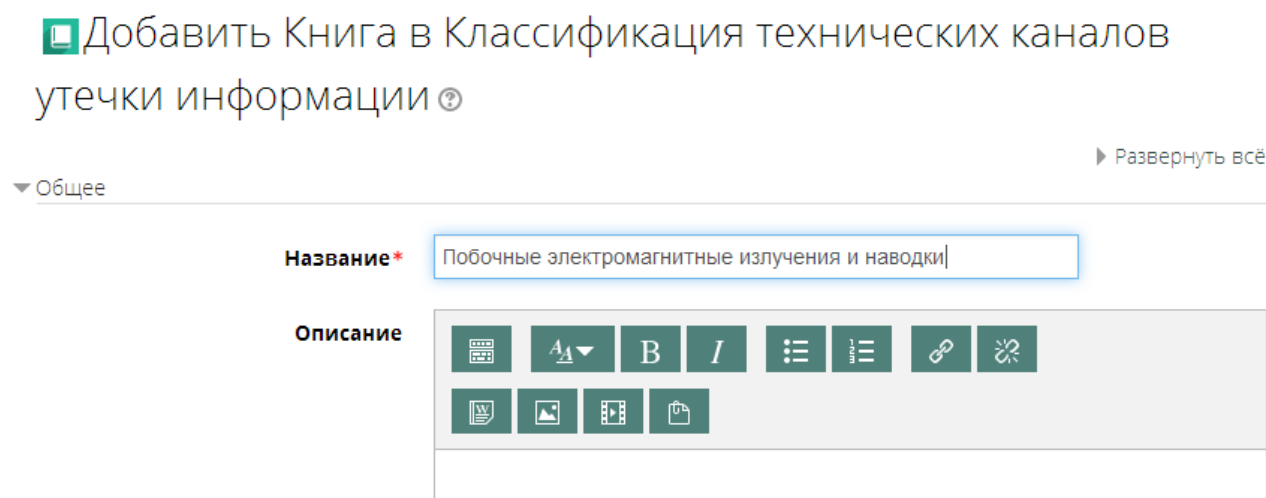 Добавить Книга в Классификация технических каналов
утечки информации
Развернуть всё
Общее
Название*
Побочные электромагнитные излучения и наводки
Описание